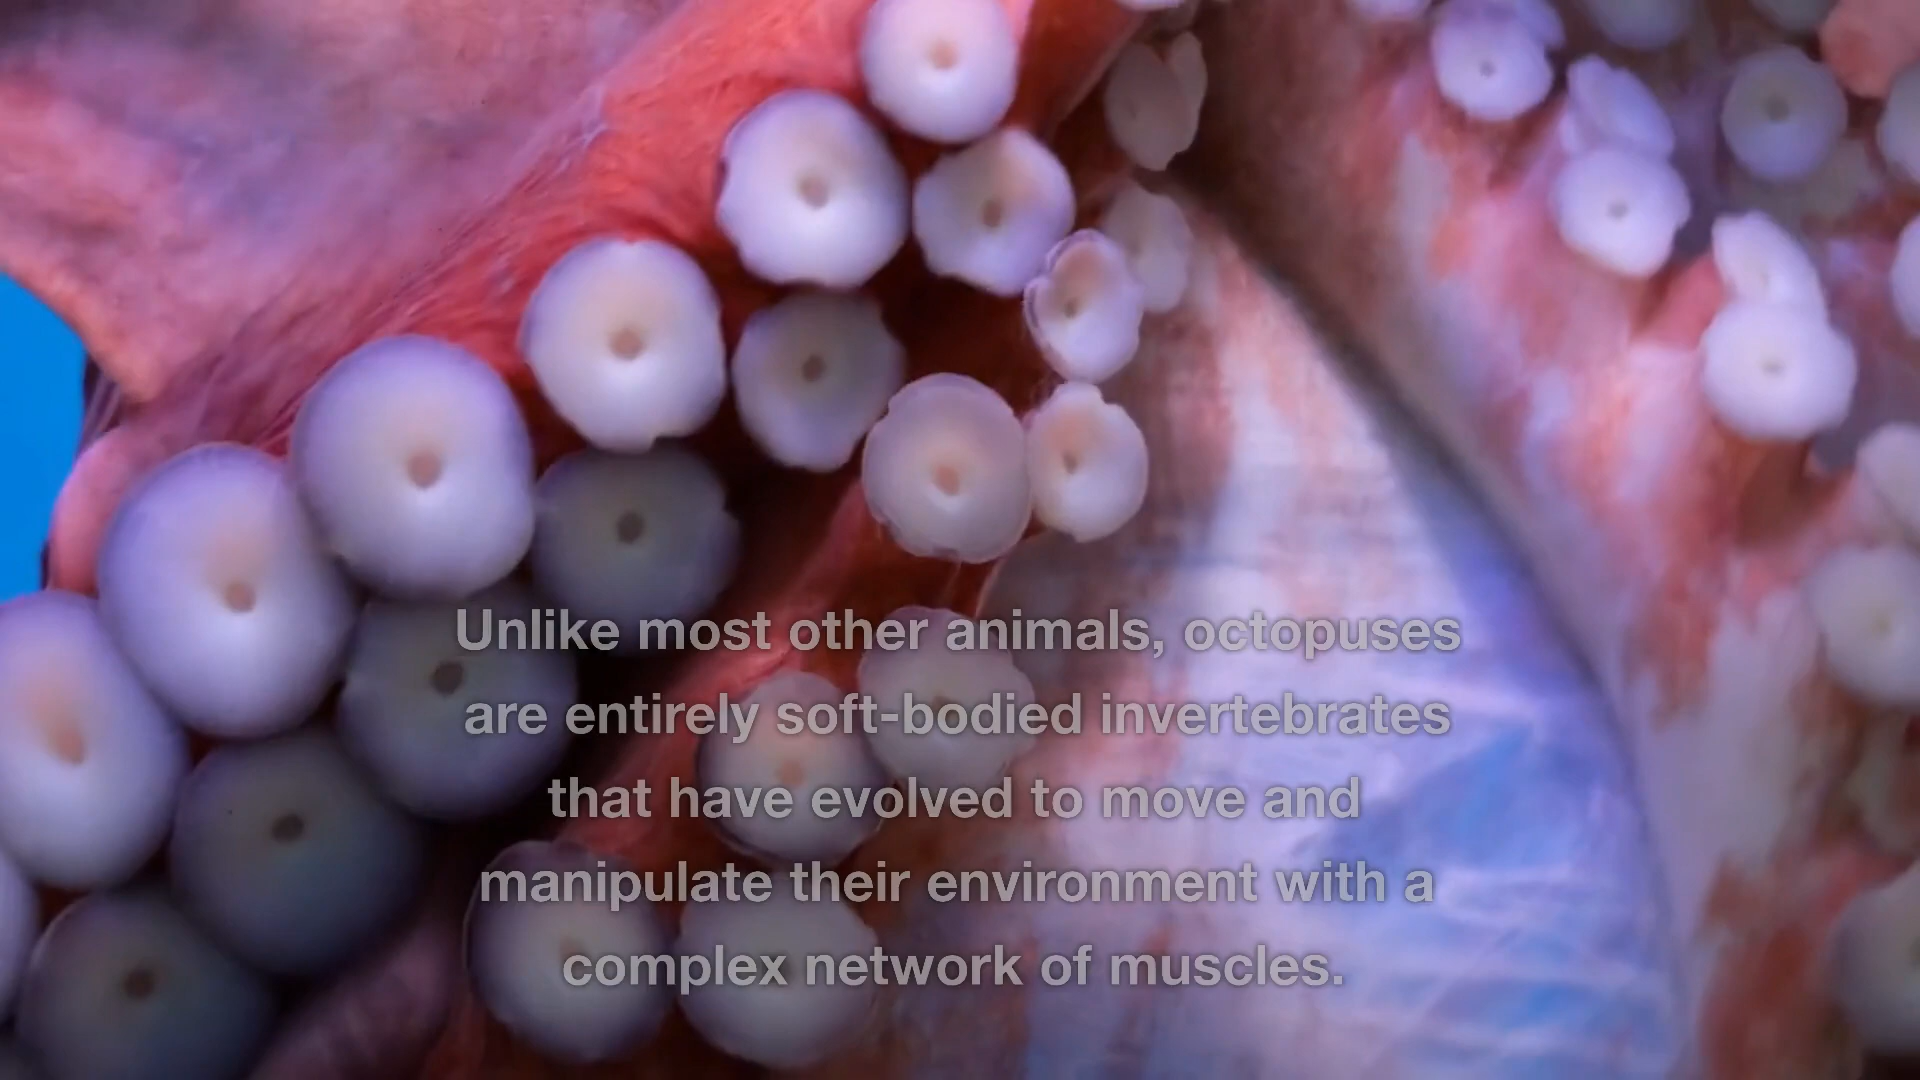 Unlike most other animals, octopuses
are entirely soft-bodied invertebrates
that have evolved to move and
manipulate their environment with a
complex network of muscles.